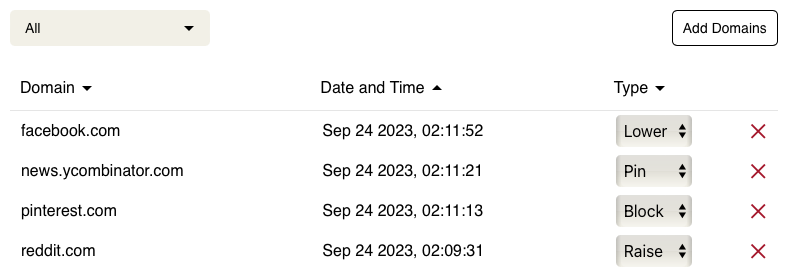 All Add Domains
Domain Date and Time Type
facebook.com Sep 24 2023, 02:11:52 Lower
news.ycombinator.com Sep 24 2023, 02:11:21 Pin
pinterest.com Sep 24 2023, 02:11:13 Block
reddit.com Sep 24 2023, 02:09:31 Raise